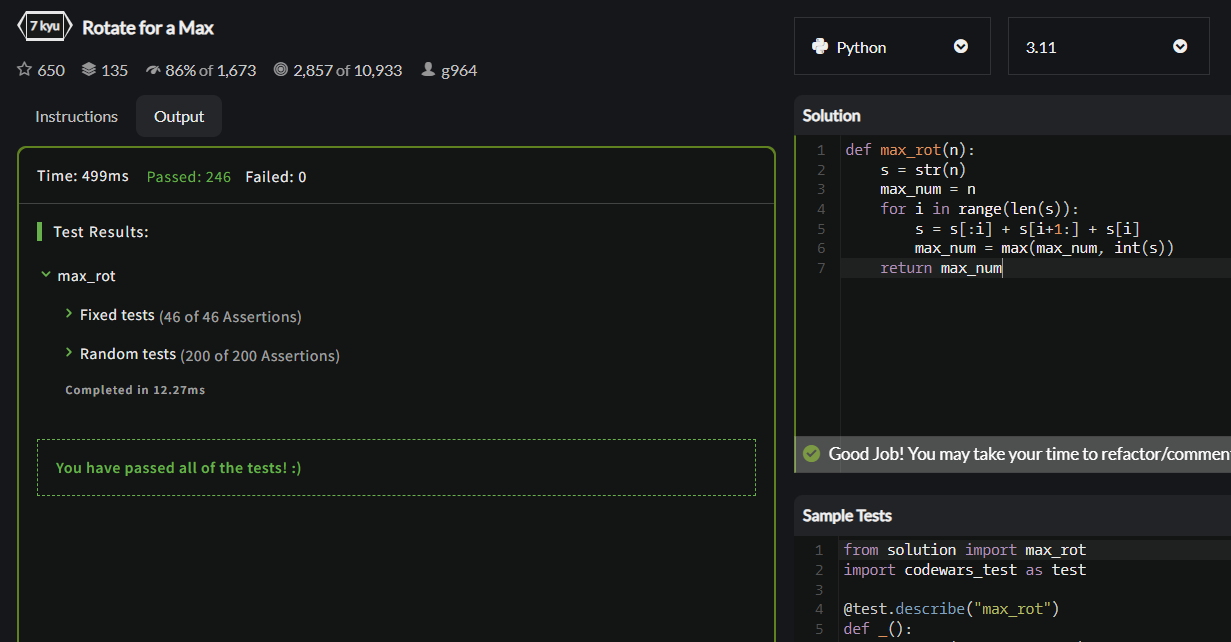 7 kyu Rotate for a Max
650 135 86% of 1,673 2,857 of 10,933 g964
Instructions Output
Time: 499ms Passed: 246 Failed: 0
Test Results:
max_rot
Fixed tests (46 of 46 Assertions)
Random tests (200 of 200 Assertions)
Completed in 12.27ms
You have passed all of the tests! :)
Python 3.11
Solution
1 def max_rot(n):
2     s = str(n)
3     max_num = n
4     for i in range(len(s)):
5         s = s[:i] + s[i+1:] + s[i]
6         max_num = max(max_num, int(s))
7     return max_num
Good Job! You may take your time to refactor/commen
Sample Tests
1 from solution import max_rot
2 import codewars_test as test
3
4 @test.describe("max_rot")
5 def _():